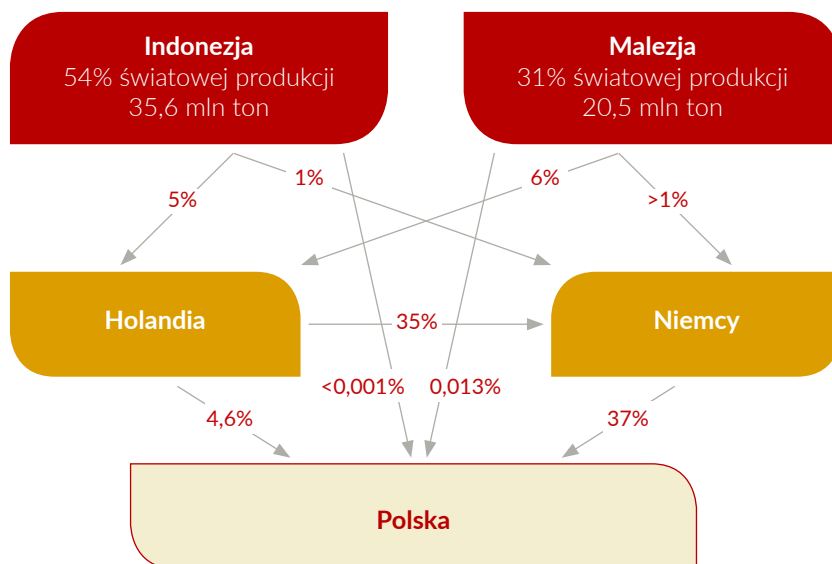 Indonezja
54% światowej produkcji
35,6 mln ton
Malezja
31% światowej produkcji
20,5 mln ton
1%
6%
5%
>1%
Holandia
35%
Niemcy
<0,001%
0,013%
4,6%
37%
Polska